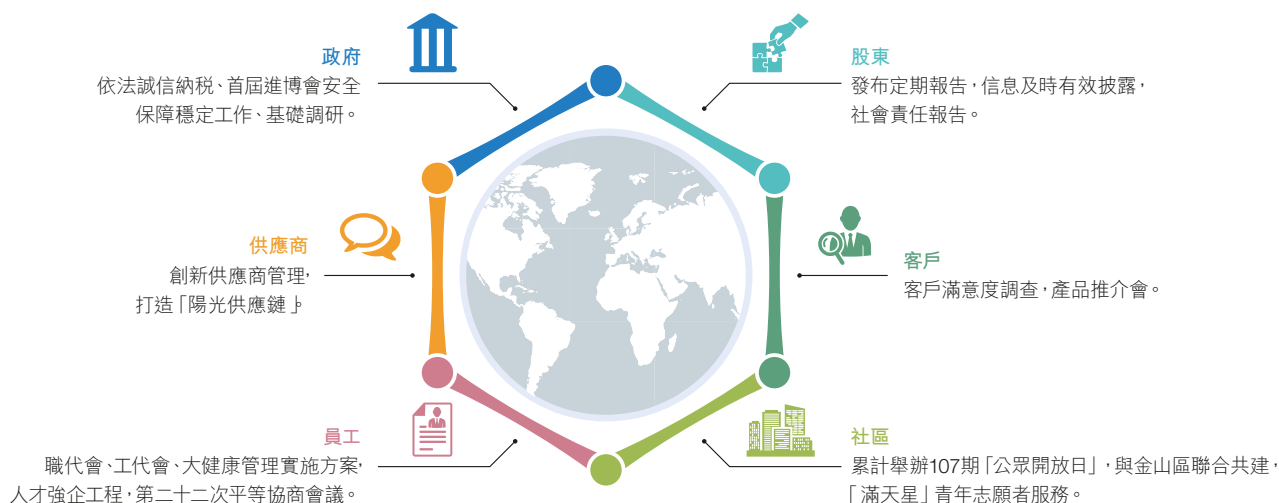 政府
依法誠信納税、首屆進博會安全
保障穩定工作、基礎調研。
股東
發布定期報告，信息及時有效披露，
社會責任報告。
供應商
創新供應商管理，
打造「陽光供應鏈」。
客戶
客戶滿意度調查，產品推介會。
員工
職代會、工代會、大健康管理實施方案，
人才強企工程，第二十二次平等協商會議。
社區
累計舉辦107期「公眾開放日」，與金山區聯合共建，
「滿天星」青年志願者服務。